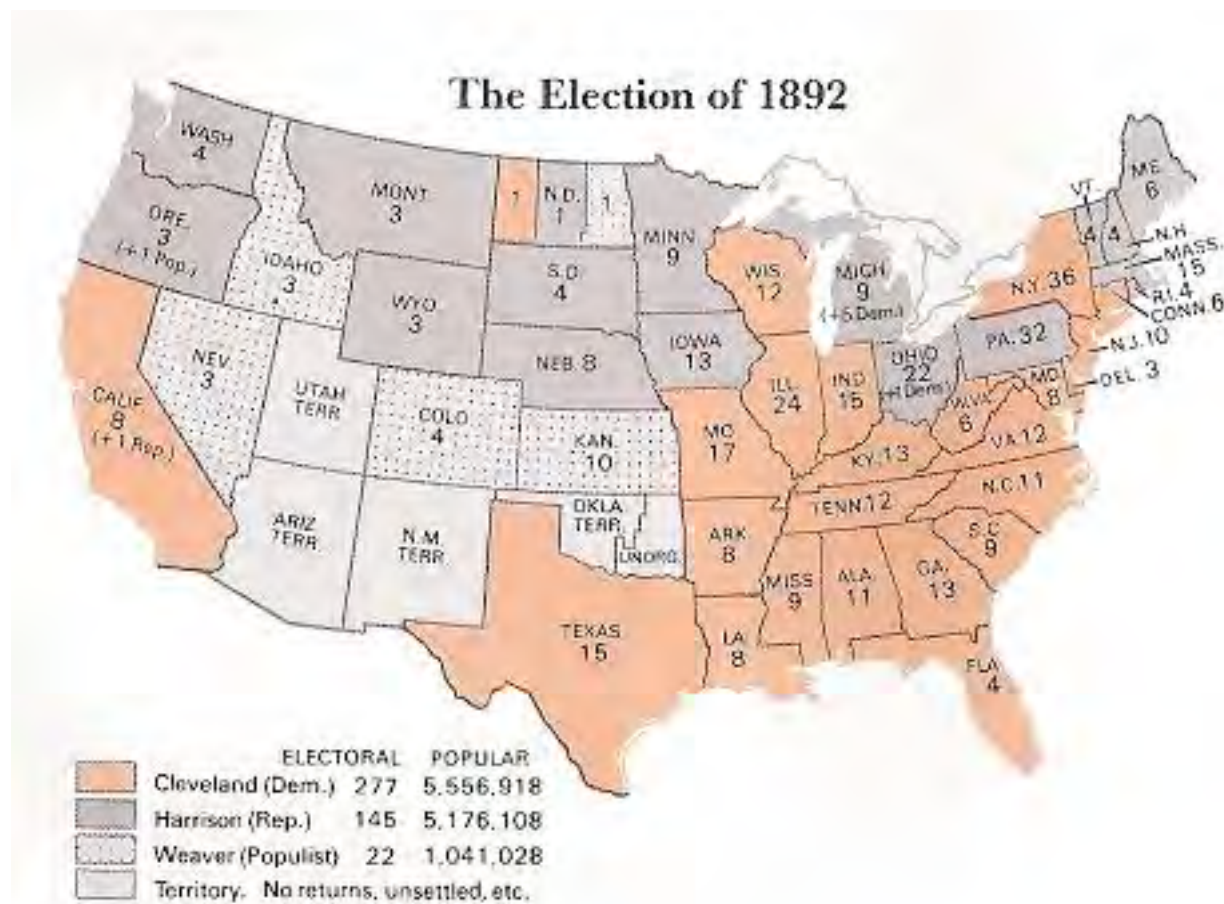 The Election of 1892
WASH
4
ORE.
3
(+1 Pop.)
CALIF
8
(+1 Rep.)
IDAHO
3
NEV.
3
MONT
3
WYO
3
UTAH
TERR
COLO
4
ARIZ
TERR
N.M.
TERR
1
N.D.
1
1
S.D.
4
NEB. 8
KAN.
10
OKLA
TERR.
UNORG.
TEXAS
15
MINN
9
IOWA
13
MO
17
ARK
8
LA
8
WIS.
12
ILL.
24
MICH
9
(+5 Dem.)
IND
15
OHIO
22
(+1 Dem.)
KY. 13
TENN. 12
MISS
9
ALA.
11
GA.
13
FLA
4
S.C
9
N.C. 11
VA. 12
W.VA
6
MD.
8
PA. 32
N.Y. 36
VT.
4
4
ME.
6
N.H
MASS.
15
R.I. 4
CONN. 6
N.J. 10
DEL. 3
ELECTORAL POPULAR
Cleveland (Dem.) 277 5,556,918
Harrison (Rep.) 145 5,176,108
Weaver (Populist) 22 1,041,028
Territory. No returns, unsettled, etc.